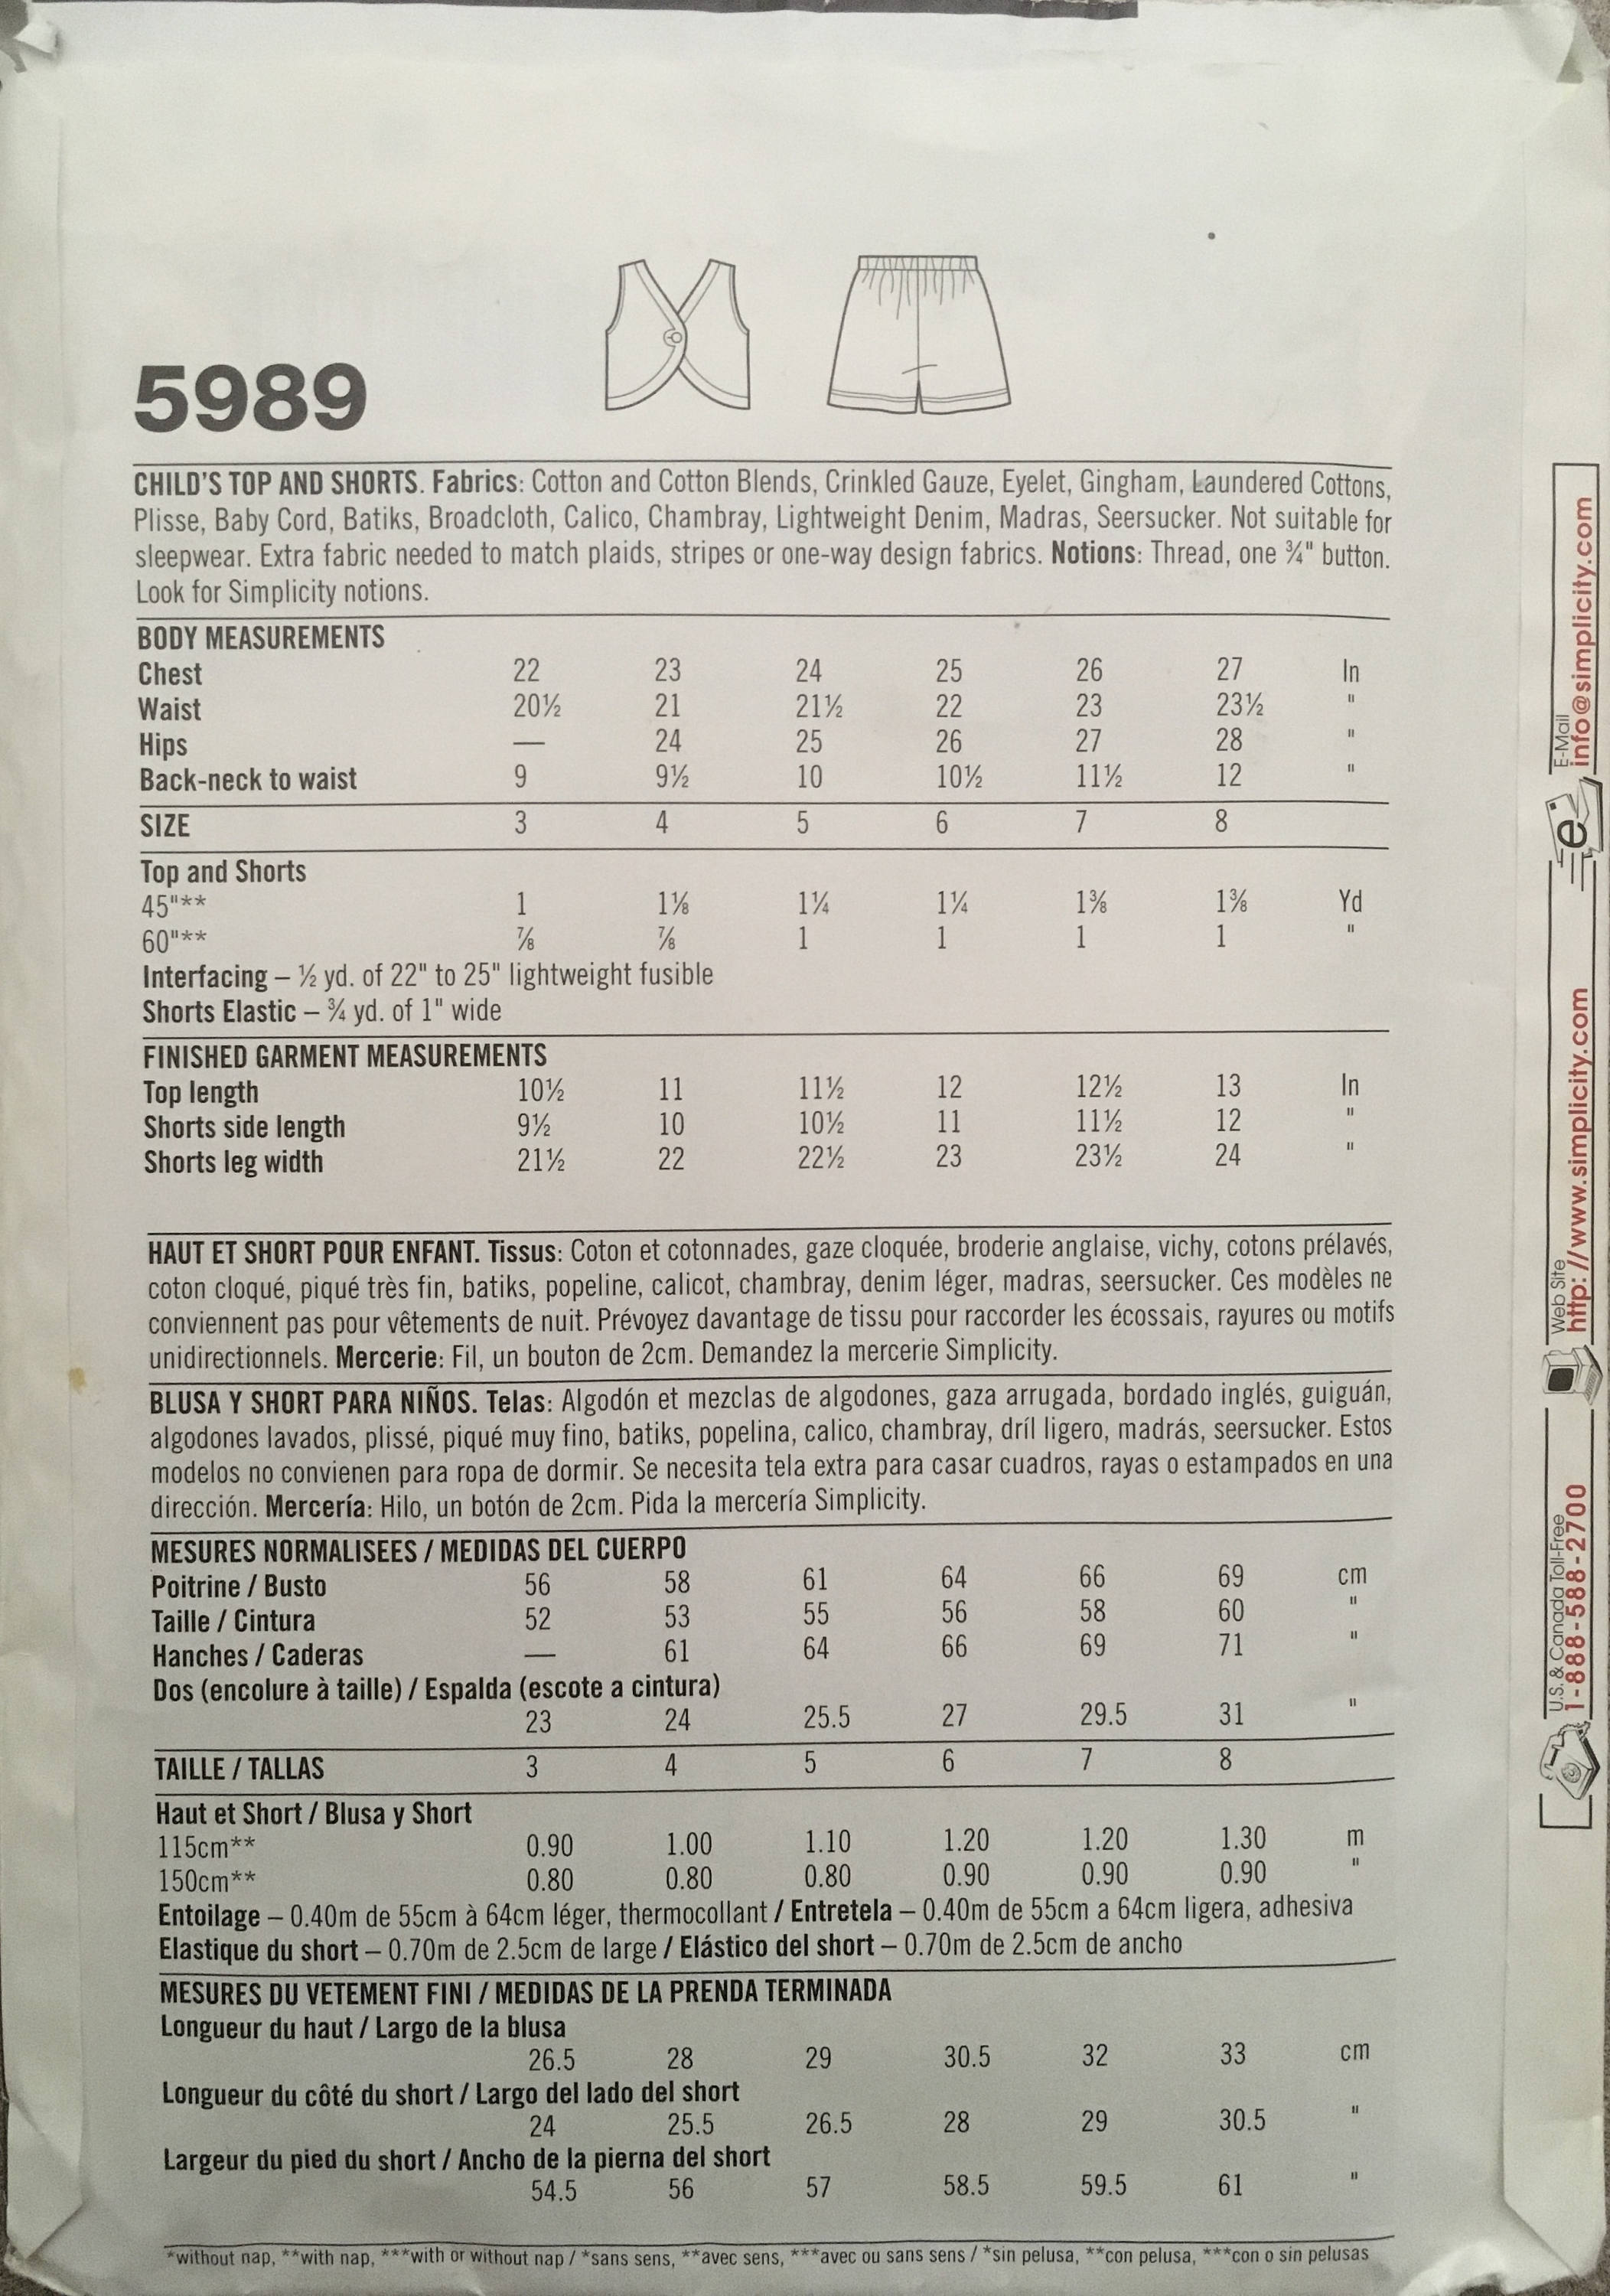 5989
CHILD'S TOP AND SHORTS. Fabrics: Cotton and Cotton Blends, Crinkled Gauze, Eyelet, Gingham, Laundered Cottons,
Plisse, Baby Cord, Batiks, Broadcloth, Calico, Chambray, Lightweight Denim, Madras, Seersucker. Not suitable for
sleepwear. Extra fabric needed to match plaids, stripes or one-way design fabrics. Notions: Thread, one ¾" button.
Look for Simplicity notions.
BODY MEASUREMENTS
Chest 22 23 24 25 26 27 In
Waist 20½ 21 21½ 22 23 23½ "
Hips — 24 25 26 27 28 "
Back-neck to waist 9 9½ 10 10½ 11½ 12 "
SIZE 3 4 5 6 7 8
Top and Shorts
45"** 1 1⅛ 1¼ 1¼ 1⅜ 1⅜ Yd
60"** ⅞ ⅞ 1 1 1 1 "
Interfacing – ½ yd. of 22" to 25" lightweight fusible
Shorts Elastic – ¾ yd. of 1" wide
FINISHED GARMENT MEASUREMENTS
Top length 10½ 11 11½ 12 12½ 13 In
Shorts side length 9½ 10 10½ 11 11½ 12 "
Shorts leg width 21½ 22 22½ 23 23½ 24 "
HAUT ET SHORT POUR ENFANT. Tissus: Coton et cotonnades, gaze cloquée, broderie anglaise, vichy, cotons prélavés,
coton cloqué, piqué très fin, batiks, popeline, calicot, chambray, denim léger, madras, seersucker. Ces modèles ne
conviennent pas pour vêtements de nuit. Prévoyez davantage de tissu pour raccorder les écossais, rayures ou motifs
unidirectionnels. Mercerie: Fil, un bouton de 2cm. Demandez la mercerie Simplicity.
BLUSA Y SHORT PARA NIÑOS. Telas: Algodón et mezclas de algodones, gaza arrugada, bordado inglés, guiguán,
algodones lavados, plissé, piqué muy fino, batiks, popelina, calico, chambray, dríl ligero, madrás, seersucker. Estos
modelos no convienen para ropa de dormir. Se necesita tela extra para casar cuadros, rayas o estampados en una
dirección. Mercería: Hilo, un botón de 2cm. Pida la mercería Simplicity.
MESURES NORMALISEES / MEDIDAS DEL CUERPO
Poitrine / Busto 56 58 61 64 66 69 cm
Taille / Cintura 52 53 55 56 58 60 "
Hanches / Caderas — 61 64 66 69 71 "
Dos (encolure à taille) / Espalda (escote a cintura)
23 24 25.5 27 29.5 31 "
TAILLE / TALLAS 3 4 5 6 7 8
Haut et Short / Blusa y Short
115cm** 0.90 1.00 1.10 1.20 1.20 1.30 m
150cm** 0.80 0.80 0.80 0.90 0.90 0.90 "
Entoilage – 0.40m de 55cm à 64cm léger, thermocollant / Entretela – 0.40m de 55cm a 64cm ligera, adhesiva
Elastique du short – 0.70m de 2.5cm de large / Elástico del short – 0.70m de 2.5cm de ancho
MESURES DU VETEMENT FINI / MEDIDAS DE LA PRENDA TERMINADA
Longueur du haut / Largo de la blusa
26.5 28 29 30.5 32 33 cm
Longueur du côté du short / Largo del lado del short
24 25.5 26.5 28 29 30.5 "
Largeur du pied du short / Ancho de la pierna del short
54.5 56 57 58.5 59.5 61 "
*without nap, **with nap, ***with or without nap / *sans sens, **avec sens, ***avec ou sans sens / *sin pelusa, **con pelusa, ***con o sin pelusas
E-Mail
info@simplicity.com
e
Web Site
http://www.simplicity.com
U.S. & Canada Toll-Free
1-888-588-2700